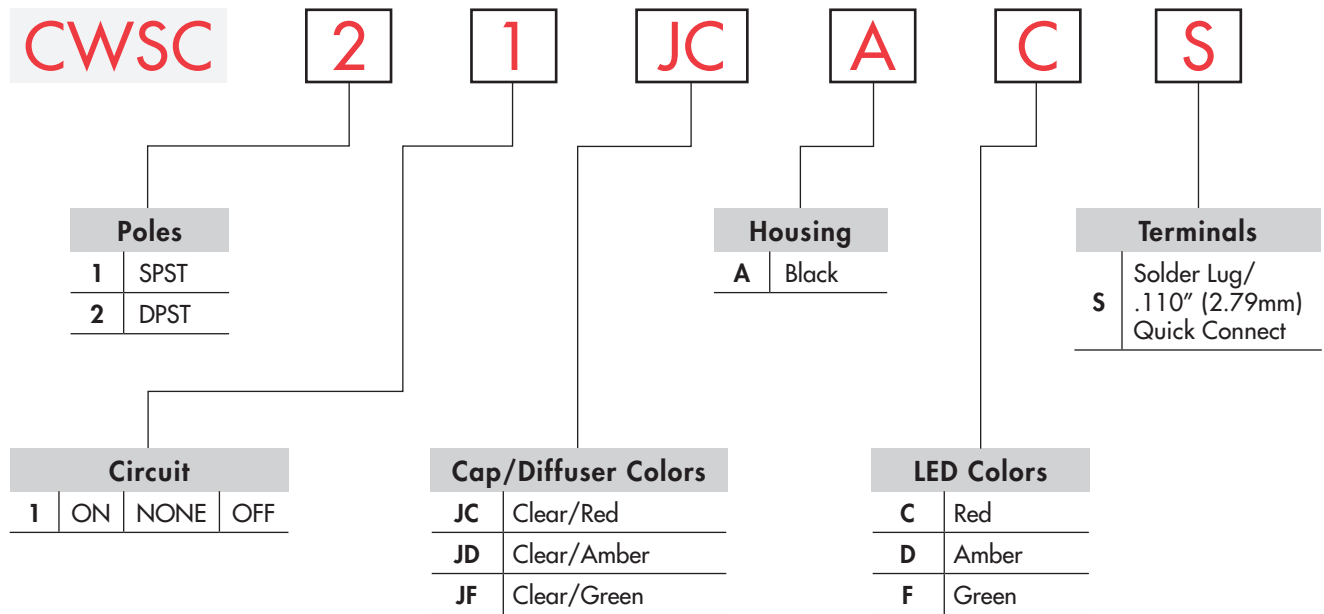 CWSC 2 1 JC A C S
Poles
1 SPST
2 DPST
Housing
A Black
Terminals
S Solder Lug/
.110” (2.79mm)
Quick Connect
Circuit
1 ON NONE OFF
Cap/Diffuser Colors
JC Clear/Red
JD Clear/Amber
JF Clear/Green
LED Colors
C Red
D Amber
F Green